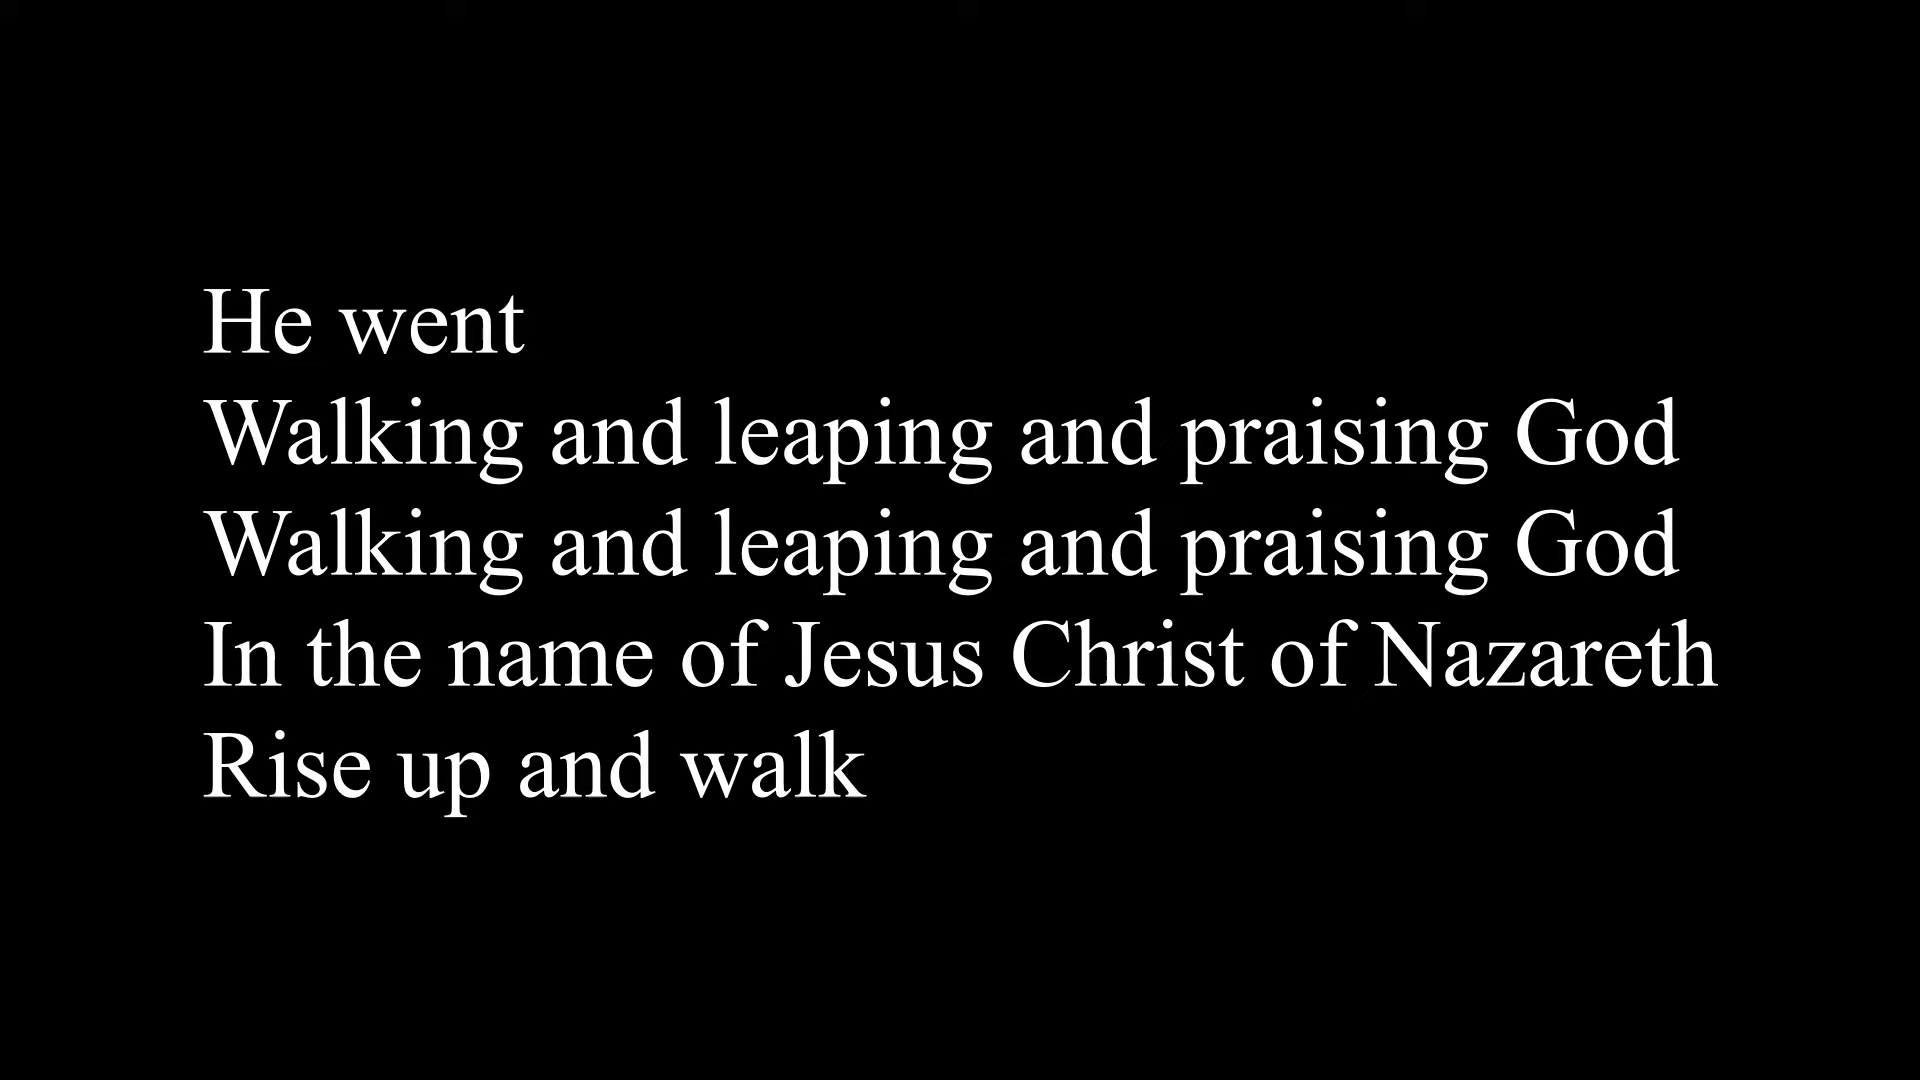 He went
Walking and leaping and praising God
Walking and leaping and praising God
In the name of Jesus Christ of Nazareth
Rise up and walk